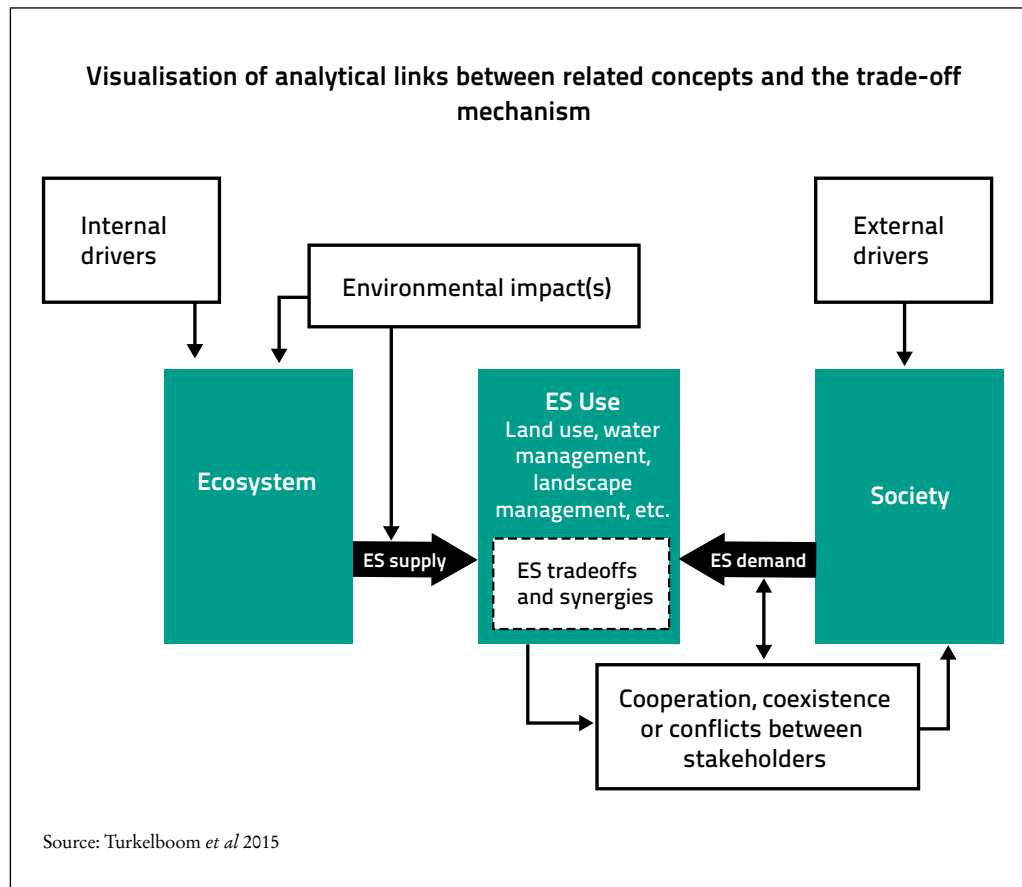 Visualisation of analytical links between related concepts and the trade-off
mechanism
Internal
drivers
External
drivers
Environmental impact(s)
Ecosystem
ES Use
Land use, water
management,
landscape
management, etc.
Society
ES supply
ES tradeoffs
and synergies
ES demand
Cooperation, coexistence
or conflicts between
stakeholders
Source: Turkelboom et al 2015